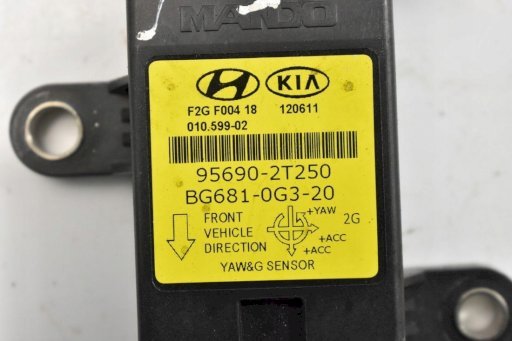 MANDO
KIA
F2G F004 18 120611
010.599-02
95690-2T250
BG681-0G3-20
FRONT
VEHICLE
DIRECTION
+YAW
2G
+ACC
+ACC
YAW&G SENSOR